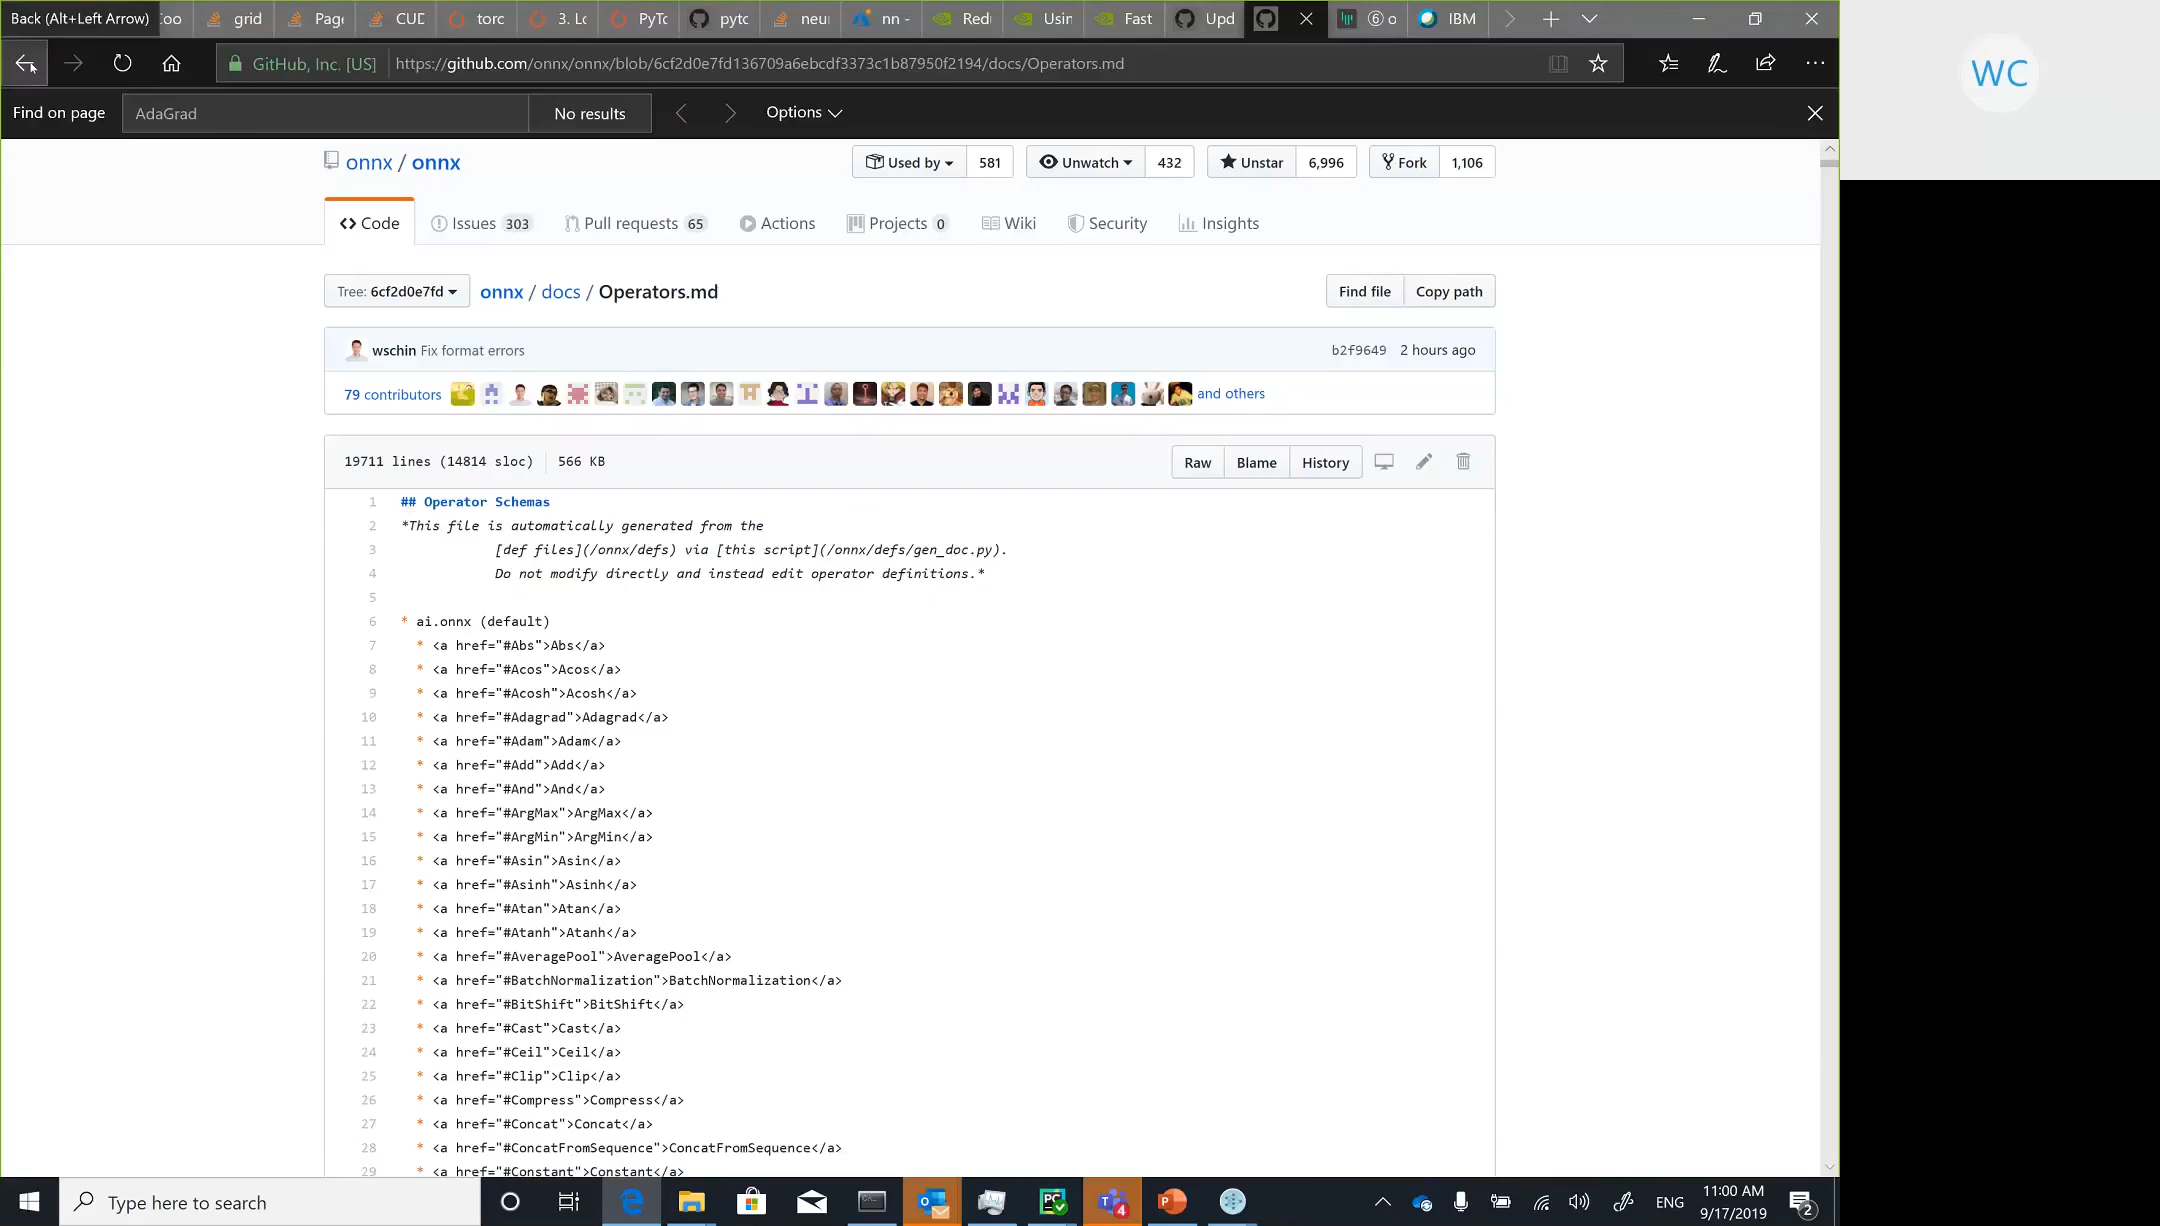 Back (Alt+Left Arrow)
oo
grid
Page
CUD
torc
3. Lo
PyTo
pytc
neur
nn -
Redu
Usin
Fast
Upd
⑥ o
IBM
GitHub, Inc. [US]
https://github.com/onnx/onnx/blob/6cf2d0e7fd136709a6ebcdf3373c1b87950f2194/docs/Operators.md
Find on page
AdaGrad
No results
Options
onnx / onnx
Used by 581
Unwatch 432
Unstar 6,996
Fork 1,106
Code
Issues 303
Pull requests 65
Actions
Projects 0
Wiki
Security
Insights
Tree: 6cf2d0e7fd
onnx / docs / Operators.md
Find file
Copy path
wschin Fix format errors
b2f9649 2 hours ago
79 contributors
and others
19711 lines (14814 sloc) 566 KB
Raw
Blame
History
1 ## Operator Schemas
2 *This file is automatically generated from the
3 [def files](/onnx/defs) via [this script](/onnx/defs/gen_doc.py).
4 Do not modify directly and instead edit operator definitions.*
5
6 * ai.onnx (default)
7 * <a href="#Abs">Abs</a>
8 * <a href="#Acos">Acos</a>
9 * <a href="#Acosh">Acosh</a>
10 * <a href="#Adagrad">Adagrad</a>
11 * <a href="#Adam">Adam</a>
12 * <a href="#Add">Add</a>
13 * <a href="#And">And</a>
14 * <a href="#ArgMax">ArgMax</a>
15 * <a href="#ArgMin">ArgMin</a>
16 * <a href="#Asin">Asin</a>
17 * <a href="#Asinh">Asinh</a>
18 * <a href="#Atan">Atan</a>
19 * <a href="#Atanh">Atanh</a>
20 * <a href="#AveragePool">AveragePool</a>
21 * <a href="#BatchNormalization">BatchNormalization</a>
22 * <a href="#BitShift">BitShift</a>
23 * <a href="#Cast">Cast</a>
24 * <a href="#Ceil">Ceil</a>
25 * <a href="#Clip">Clip</a>
26 * <a href="#Compress">Compress</a>
27 * <a href="#Concat">Concat</a>
28 * <a href="#ConcatFromSequence">ConcatFromSequence</a>
29 * <a href="#Constant">Constant</a>
Type here to search
4
ENG
11:00 AM
9/17/2019
2
WC